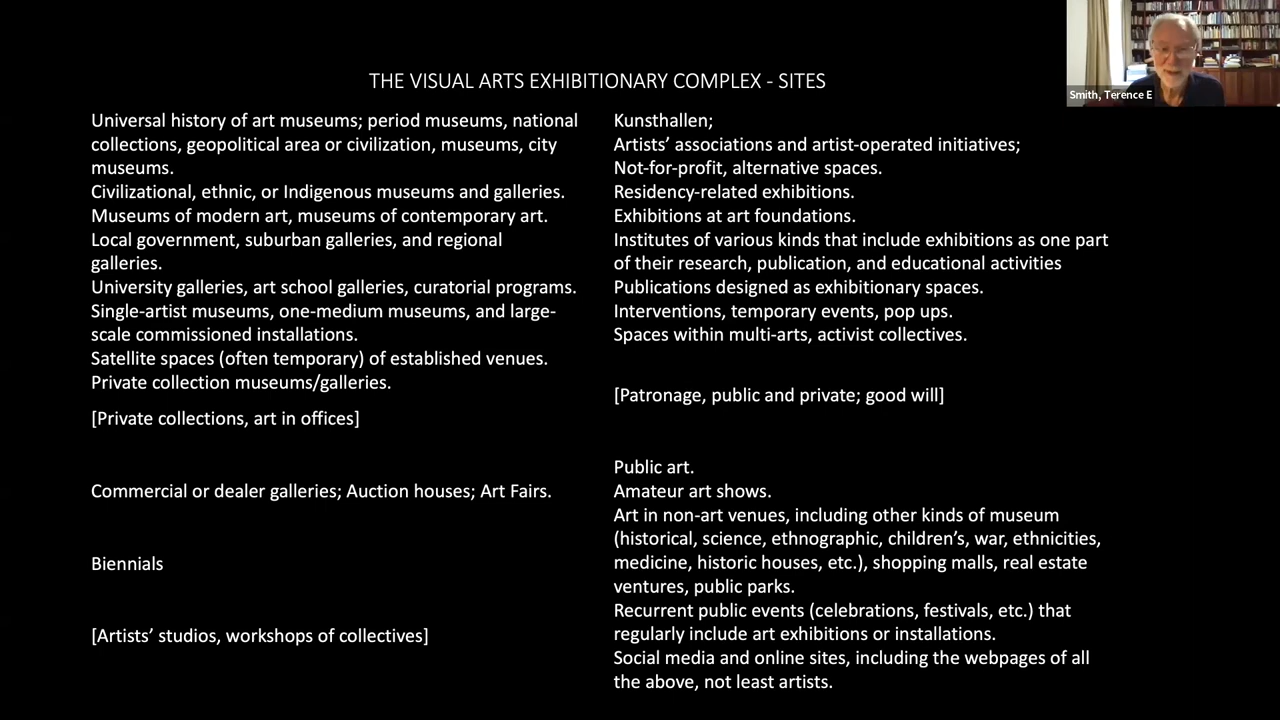 THE VISUAL ARTS EXHIBITIONARY COMPLEX - SITES
Smith, Terence E
Universal history of art museums; period museums, national
collections, geopolitical area or civilization, museums, city
museums.
Civilizational, ethnic, or Indigenous museums and galleries.
Museums of modern art, museums of contemporary art.
Local government, suburban galleries, and regional
galleries.
University galleries, art school galleries, curatorial programs.
Single-artist museums, one-medium museums, and large-
scale commissioned installations.
Satellite spaces (often temporary) of established venues.
Private collection museums/galleries.
[Private collections, art in offices]
Commercial or dealer galleries; Auction houses; Art Fairs.
Biennials
[Artists’ studios, workshops of collectives]
Kunsthallen;
Artists’ associations and artist-operated initiatives;
Not-for-profit, alternative spaces.
Residency-related exhibitions.
Exhibitions at art foundations.
Institutes of various kinds that include exhibitions as one part
of their research, publication, and educational activities
Publications designed as exhibitionary spaces.
Interventions, temporary events, pop ups.
Spaces within multi-arts, activist collectives.
[Patronage, public and private; good will]
Public art.
Amateur art shows.
Art in non-art venues, including other kinds of museum
(historical, science, ethnographic, children’s, war, ethnicities,
medicine, historic houses, etc.), shopping malls, real estate
ventures, public parks.
Recurrent public events (celebrations, festivals, etc.) that
regularly include art exhibitions or installations.
Social media and online sites, including the webpages of all
the above, not least artists.